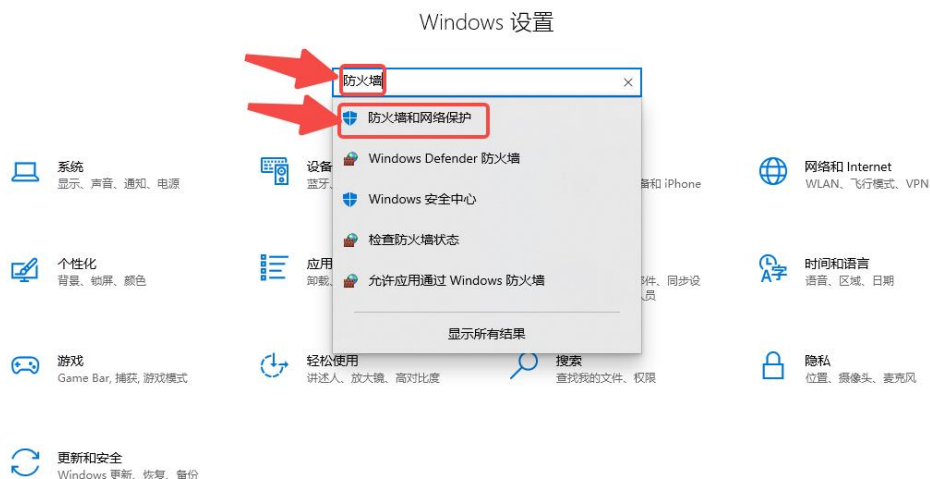 Windows 设置
防火墙
防火墙和网络保护
Windows Defender 防火墙
Windows 安全中心
检查防火墙状态
允许应用通过 Windows 防火墙
显示所有结果
系统
显示、声音、通知、电源
设备
蓝牙、
备和 iPhone
网络和 Internet
WLAN、飞行模式、VPN
个性化
背景、锁屏、颜色
应用
卸载、
件、同步设
人员
时间和语言
语音、区域、日期
游戏
Game Bar, 捕获, 游戏模式
轻松使用
讲述人、放大镜、高对比度
搜索
查找我的文件、权限
隐私
位置、摄像头、麦克风
更新和安全
Windows 更新、恢复、备份